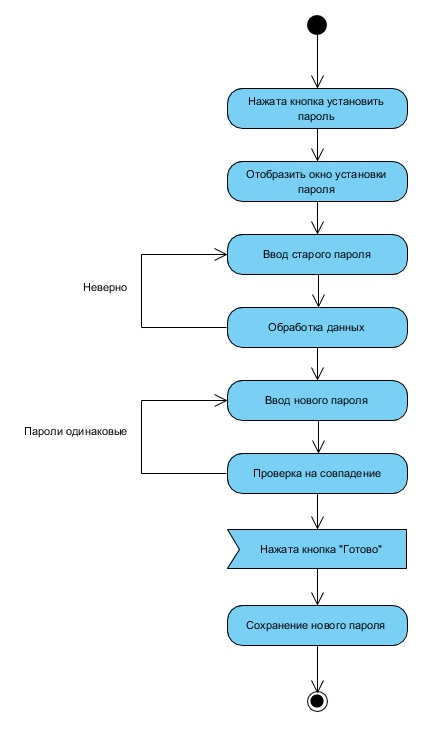 Нажата кнопка установить
пароль
Отобразить окно установки
пароля
Ввод старого пароля
Неверно
Обработка данных
Ввод нового пароля
Пароли одинаковые
Проверка на совпадение
Нажата кнопка "Готово"
Сохранение нового пароля